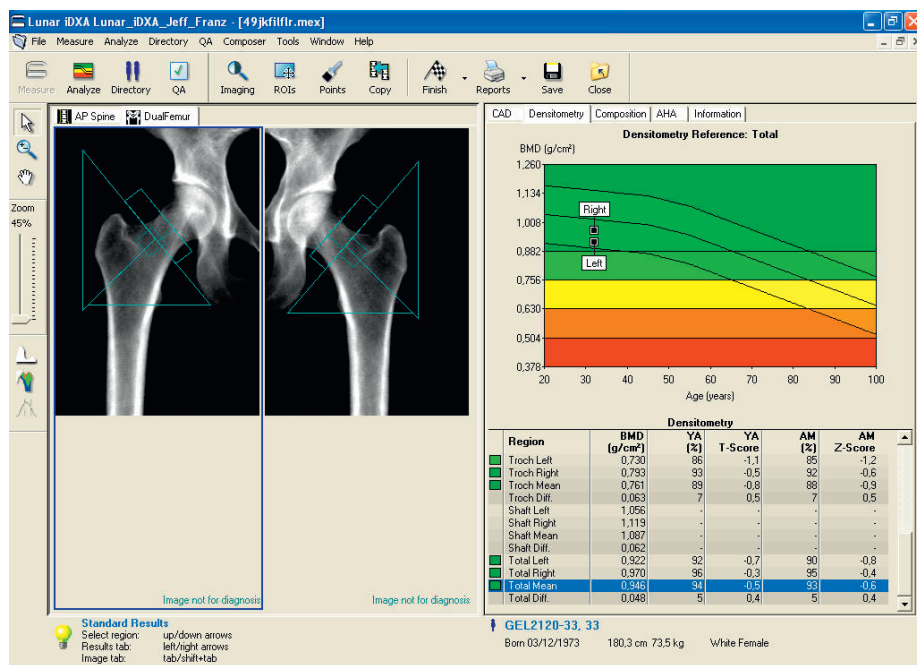 Lunar iDXA Lunar_iDXA_Jeff_Franz - [49jkfilflr.mex]
File Measure Analyze Directory QA Composer Tools Window Help
Measure Analyze Directory QA Imaging ROIs Points Copy Finish Reports Save Close
AP Spine DualFemur
CAD Densitometry Composition AHA Information
Zoom
45%
Image not for diagnosis Image not for diagnosis
Densitometry Reference: Total
BMD (g/cm²)
1,260
1,134
1,008
0,882
0,756
0,630
0,504
0,378
Right
Left
20 30 40 50 60 70 80 90 100
Age (years)
Densitometry
Region BMD (g/cm²) YA (%) YA T-Score AM (%) AM Z-Score
Troch Left 0,730 86 -1,1 85 -1,2
Troch Right 0,793 93 -0,5 92 -0,6
Troch Mean 0,761 89 -0,8 88 -0,9
Troch Diff. 0,063 7 0,5 7 0,5
Shaft Left 1,056 - - - -
Shaft Right 1,119 - - - -
Shaft Mean 1,087 - - - -
Shaft Diff. 0,062 - - - -
Total Left 0,922 92 -0,7 90 -0,8
Total Right 0,970 96 -0,3 95 -0,4
Total Mean 0,946 94 -0,5 93 -0,6
Total Diff. 0,048 5 0,4 5 0,4
Standard Results
Select region: up/down arrows
Results tab: left/right arrows
Image tab: tab/shift+tab
GEL2120-33, 33
Born 03/12/1973 180,3 cm 73,5 kg White Female